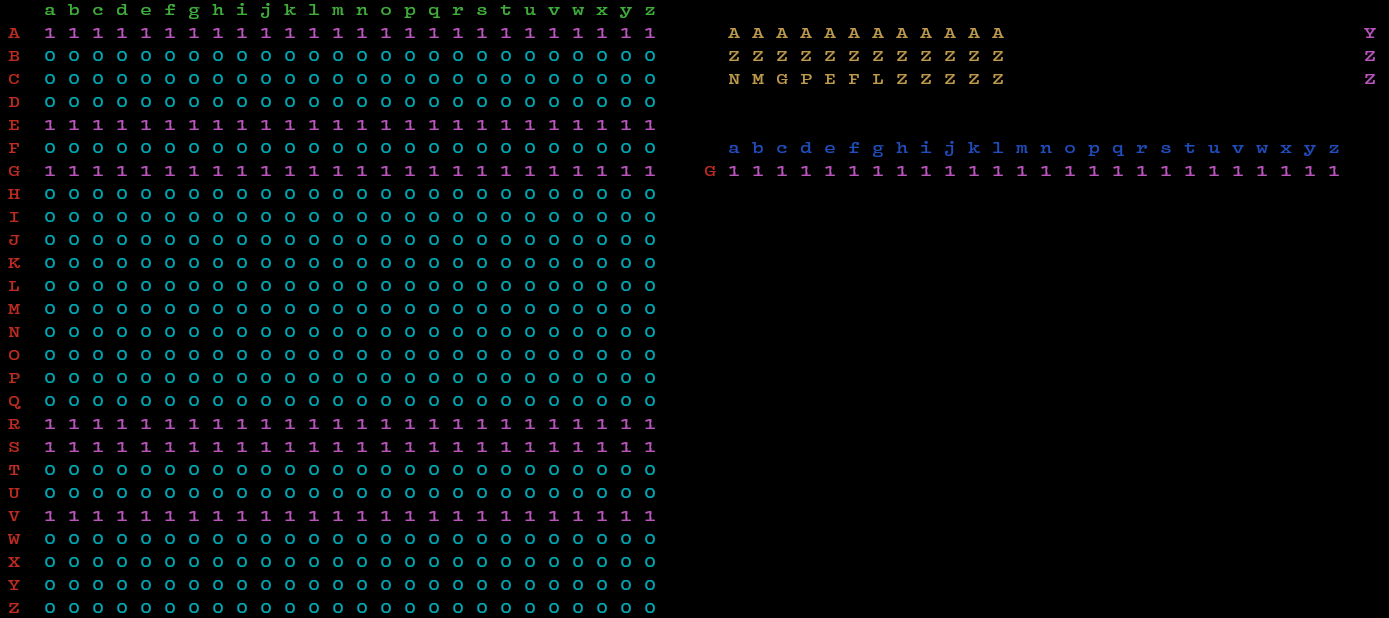 a b c d e f g h i j k l m n o p q r s t u v w x y z
A 1 1 1 1 1 1 1 1 1 1 1 1 1 1 1 1 1 1 1 1 1 1 1 1 1 1 A A A A A A A A A A A A Y
B 0 0 0 0 0 0 0 0 0 0 0 0 0 0 0 0 0 0 0 0 0 0 0 0 0 0 Z Z Z Z Z Z Z Z Z Z Z Z Z
C 0 0 0 0 0 0 0 0 0 0 0 0 0 0 0 0 0 0 0 0 0 0 0 0 0 0 N M G P E F L Z Z Z Z Z Z
D 0 0 0 0 0 0 0 0 0 0 0 0 0 0 0 0 0 0 0 0 0 0 0 0 0 0
E 1 1 1 1 1 1 1 1 1 1 1 1 1 1 1 1 1 1 1 1 1 1 1 1 1 1
F 0 0 0 0 0 0 0 0 0 0 0 0 0 0 0 0 0 0 0 0 0 0 0 0 0 0 a b c d e f g h i j k l m n o p q r s t u v w x y z
G 1 1 1 1 1 1 1 1 1 1 1 1 1 1 1 1 1 1 1 1 1 1 1 1 1 1 G 1 1 1 1 1 1 1 1 1 1 1 1 1 1 1 1 1 1 1 1 1 1 1 1 1 1
H 0 0 0 0 0 0 0 0 0 0 0 0 0 0 0 0 0 0 0 0 0 0 0 0 0 0
I 0 0 0 0 0 0 0 0 0 0 0 0 0 0 0 0 0 0 0 0 0 0 0 0 0 0
J 0 0 0 0 0 0 0 0 0 0 0 0 0 0 0 0 0 0 0 0 0 0 0 0 0 0
K 0 0 0 0 0 0 0 0 0 0 0 0 0 0 0 0 0 0 0 0 0 0 0 0 0 0
L 0 0 0 0 0 0 0 0 0 0 0 0 0 0 0 0 0 0 0 0 0 0 0 0 0 0
M 0 0 0 0 0 0 0 0 0 0 0 0 0 0 0 0 0 0 0 0 0 0 0 0 0 0
N 0 0 0 0 0 0 0 0 0 0 0 0 0 0 0 0 0 0 0 0 0 0 0 0 0 0
O 0 0 0 0 0 0 0 0 0 0 0 0 0 0 0 0 0 0 0 0 0 0 0 0 0 0
P 0 0 0 0 0 0 0 0 0 0 0 0 0 0 0 0 0 0 0 0 0 0 0 0 0 0
Q 0 0 0 0 0 0 0 0 0 0 0 0 0 0 0 0 0 0 0 0 0 0 0 0 0 0
R 1 1 1 1 1 1 1 1 1 1 1 1 1 1 1 1 1 1 1 1 1 1 1 1 1 1
S 1 1 1 1 1 1 1 1 1 1 1 1 1 1 1 1 1 1 1 1 1 1 1 1 1 1
T 0 0 0 0 0 0 0 0 0 0 0 0 0 0 0 0 0 0 0 0 0 0 0 0 0 0
U 0 0 0 0 0 0 0 0 0 0 0 0 0 0 0 0 0 0 0 0 0 0 0 0 0 0
V 1 1 1 1 1 1 1 1 1 1 1 1 1 1 1 1 1 1 1 1 1 1 1 1 1 1
W 0 0 0 0 0 0 0 0 0 0 0 0 0 0 0 0 0 0 0 0 0 0 0 0 0 0
X 0 0 0 0 0 0 0 0 0 0 0 0 0 0 0 0 0 0 0 0 0 0 0 0 0 0
Y 0 0 0 0 0 0 0 0 0 0 0 0 0 0 0 0 0 0 0 0 0 0 0 0 0 0
Z 0 0 0 0 0 0 0 0 0 0 0 0 0 0 0 0 0 0 0 0 0 0 0 0 0 0